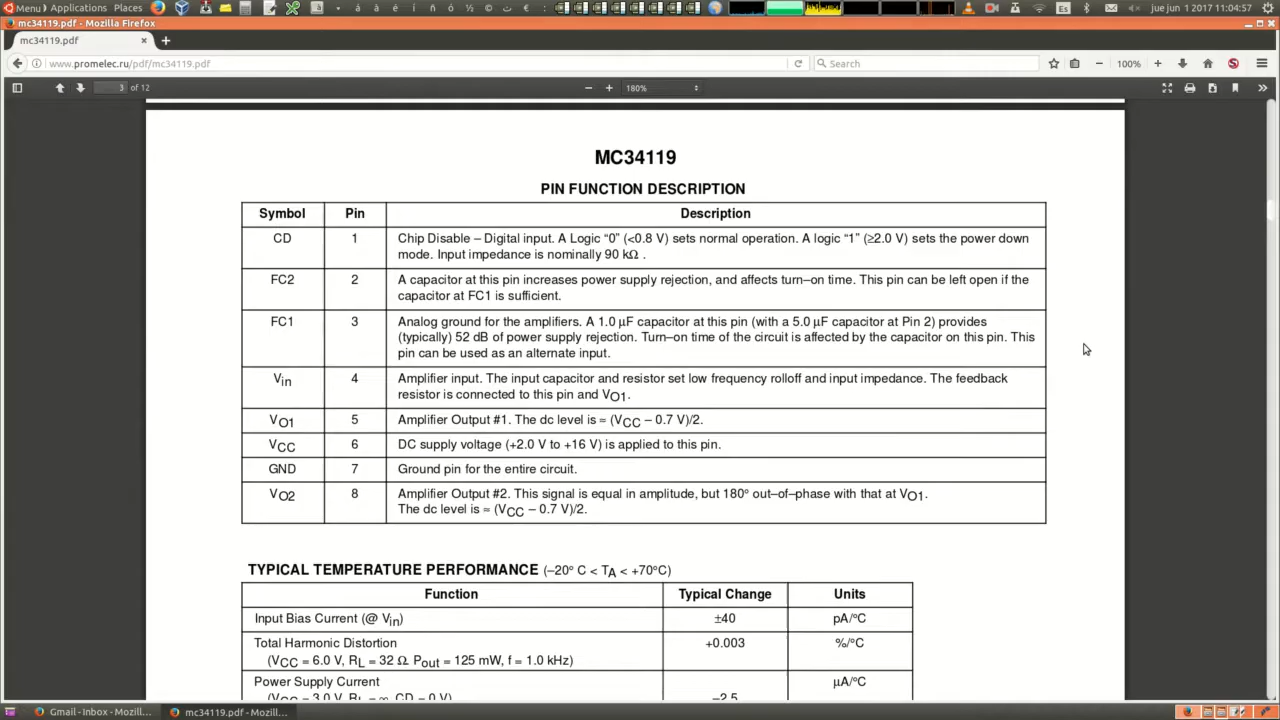 Menu Applications Places
jue jun 1 2017 11:04:57
mc34119.pdf - Mozilla Firefox
mc34119.pdf
www.promelec.ru/pdf/mc34119.pdf
Search
100%
3 of 12
180%
MC34119
PIN FUNCTION DESCRIPTION
Symbol Pin Description
CD 1 Chip Disable – Digital input. A Logic “0” (<0.8 V) sets normal operation. A logic “1” (≥2.0 V) sets the power down
mode. Input impedance is nominally 90 kΩ .
FC2 2 A capacitor at this pin increases power supply rejection, and affects turn–on time. This pin can be left open if the
capacitor at FC1 is sufficient.
FC1 3 Analog ground for the amplifiers. A 1.0 µF capacitor at this pin (with a 5.0 µF capacitor at Pin 2) provides
(typically) 52 dB of power supply rejection. Turn–on time of the circuit is affected by the capacitor on this pin. This
pin can be used as an alternate input.
Vin 4 Amplifier input. The input capacitor and resistor set low frequency rolloff and input impedance. The feedback
resistor is connected to this pin and VO1.
VO1 5 Amplifier Output #1. The dc level is ≈ (VCC – 0.7 V)/2.
VCC 6 DC supply voltage (+2.0 V to +16 V) is applied to this pin.
GND 7 Ground pin for the entire circuit.
VO2 8 Amplifier Output #2. This signal is equal in amplitude, but 180° out–of–phase with that at VO1.
The dc level is ≈ (VCC – 0.7 V)/2.
TYPICAL TEMPERATURE PERFORMANCE (–20° C < TA < +70°C)
Function Typical Change Units
Input Bias Current (@ Vin) ±40 pA/°C
Total Harmonic Distortion +0.003 %/°C
(VCC = 6.0 V, RL = 32 Ω. Pout = 125 mW, f = 1.0 kHz)
Power Supply Current µA/°C
(VCC = 3.0 V, RL = ∞, CD = 0 V) –2.5
Gmail - Inbox - Mozill... mc34119.pdf - Mozill...